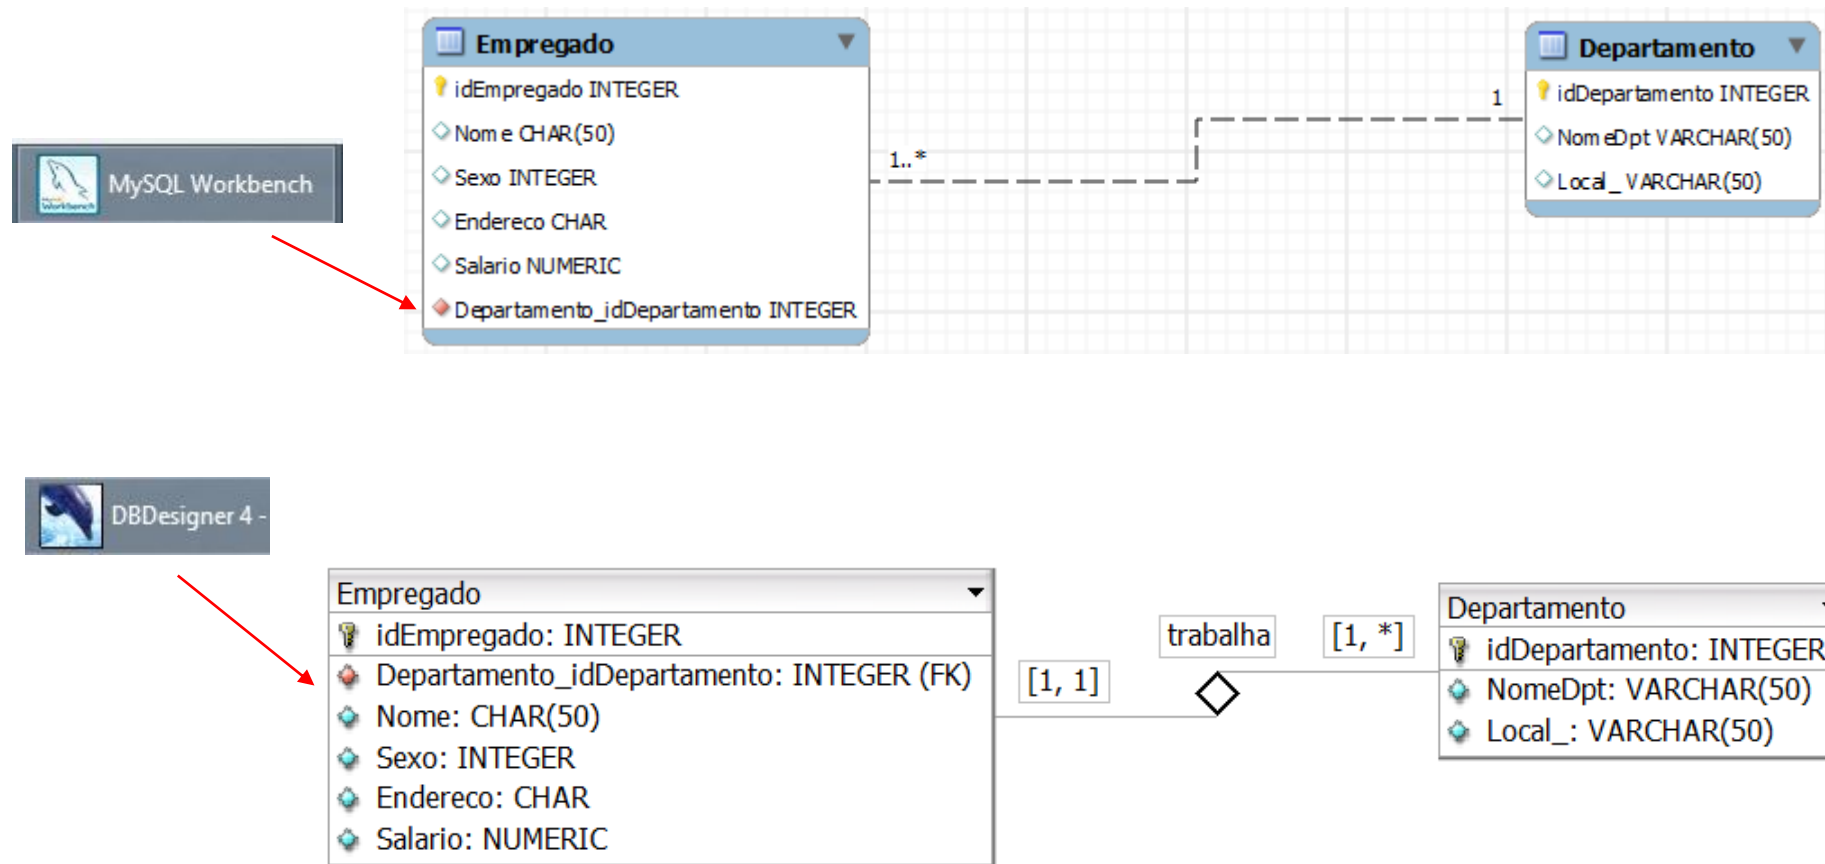 Empregado
idEmpregado INTEGER
Nome CHAR(50)
Sexo INTEGER
Endereco CHAR
Salario NUMERIC
Departamento_idDepartamento INTEGER
1..*
1
Departamento
idDepartamento INTEGER
NomeDpt VARCHAR(50)
Local_ VARCHAR(50)
MySQL Workbench
DBDesigner 4 -
Empregado
idEmpregado: INTEGER
Departamento_idDepartamento: INTEGER (FK)
Nome: CHAR(50)
Sexo: INTEGER
Endereco: CHAR
Salario: NUMERIC
[1, 1]
trabalha
[1, *]
Departamento
idDepartamento: INTEGER
NomeDpt: VARCHAR(50)
Local_: VARCHAR(50)